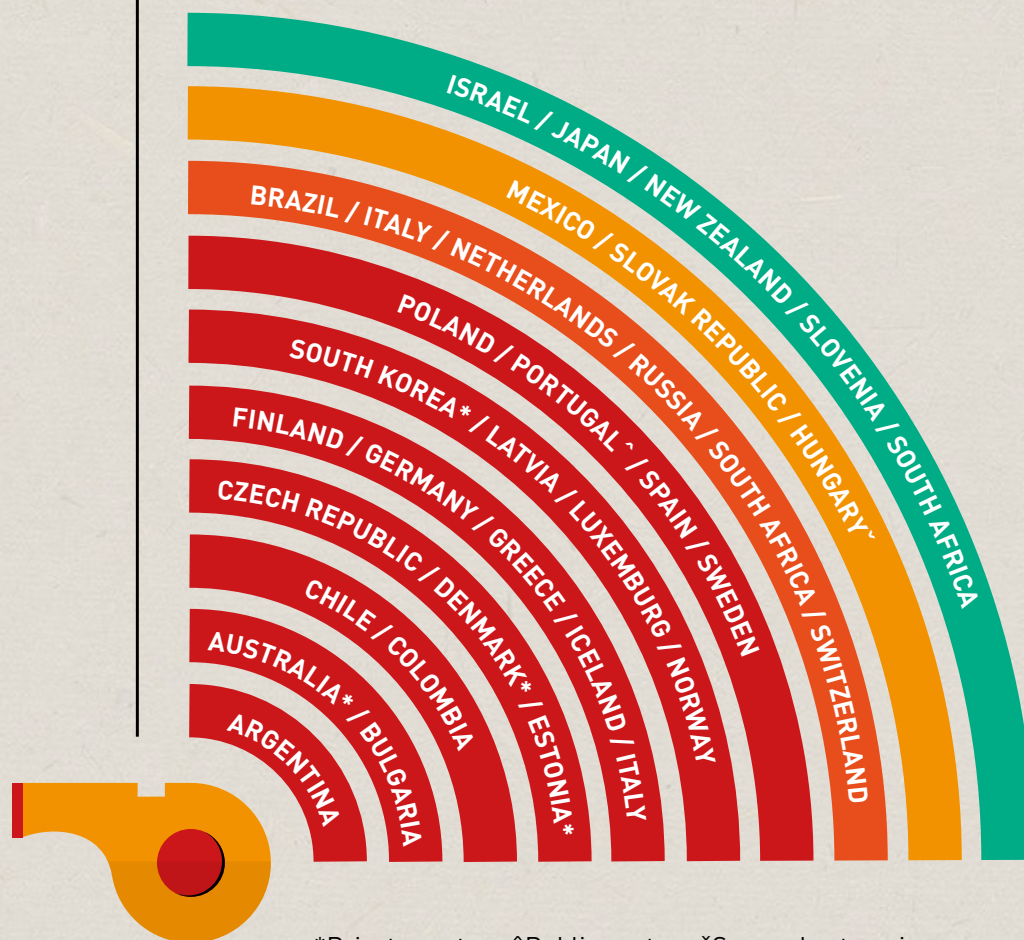 ISRAEL / JAPAN / NEW ZEALAND / SLOVENIA / SOUTH AFRICA
MEXICO / SLOVAK REPUBLIC / HUNGARYˇ
BRAZIL / ITALY / NETHERLANDS / RUSSIA / SOUTH AFRICA / SWITZERLAND
POLAND / PORTUGAL ^ / SPAIN / SWEDEN
SOUTH KOREA* / LATVIA / LUXEMBURG / NORWAY
FINLAND / GERMANY / GREECE / ICELAND / ITALY
CZECH REPUBLIC / DENMARK* / ESTONIA*
CHILE / COLOMBIA
AUSTRALIA* / BULGARIA
ARGENTINA